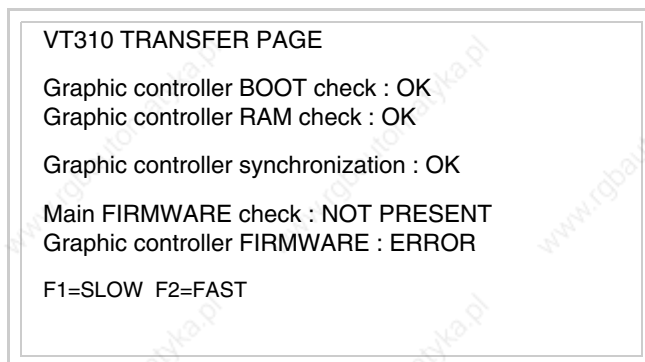 VT310 TRANSFER PAGE
Graphic controller BOOT check : OK
Graphic controller RAM check : OK
Graphic controller synchronization : OK
Main FIRMWARE check : NOT PRESENT
Graphic controller FIRMWARE : ERROR
F1=SLOW F2=FAST